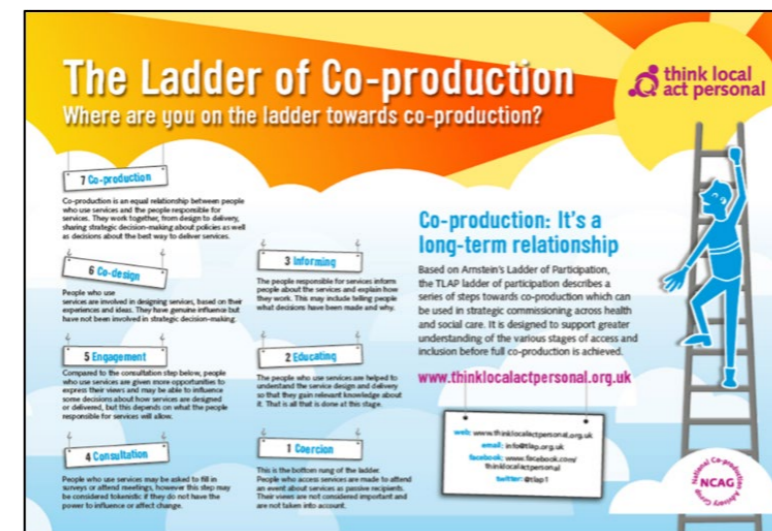 The Ladder of Co-production
Where are you on the ladder towards co-production?
think local
act personal
7 Co-production
Co-production is an equal relationship between people
who use services and the people responsible for
services. They work together, from design to delivery,
sharing strategic decision-making about policies as well
as decisions about the best way to deliver services.
6 Co-design
People who use
services are involved in designing services, based on their
experiences and ideas. They have genuine influence but
have not been involved in strategic decision-making.
5 Engagement
Compared to the consultation step below, people
who use services are given more opportunities to
express their views and may be able to influence
some decisions about how services are designed
or delivered, but this depends on what the people
responsible for services will allow.
4 Consultation
People who use services may be asked to fill in
surveys or attend meetings, however this step may
be considered tokenistic if they do not have the
power to influence or affect change.
3 Informing
The people responsible for services inform
people about the services and explain how
they work. This may include telling people
what decisions have been made and why.
2 Educating
The people who use services are helped to
understand the service design and delivery
so that they gain relevant knowledge about
it. That is all that is done at this stage.
1 Coercion
This is the bottom rung of the ladder.
People who access services are made to attend
an event about services as passive recipients.
Their views are not considered important and
are not taken into account.
Co-production: It's a
long-term relationship
Based on Arnstein's Ladder of Participation,
the TLAP ladder of participation describes a
series of steps towards co-production which can
be used in strategic commissioning across health
and social care. It is designed to support greater
understanding of the various stages of access and
inclusion before full co-production is achieved.
www.thinklocalactpersonal.org.uk
web: www.thinklocalactpersonal.org.uk
email: info@tlap.org.uk
facebook: www.facebook.com/
thinklocalactpersonal
twitter: @tlap1
National Co-production
Advisory Group
NCAG